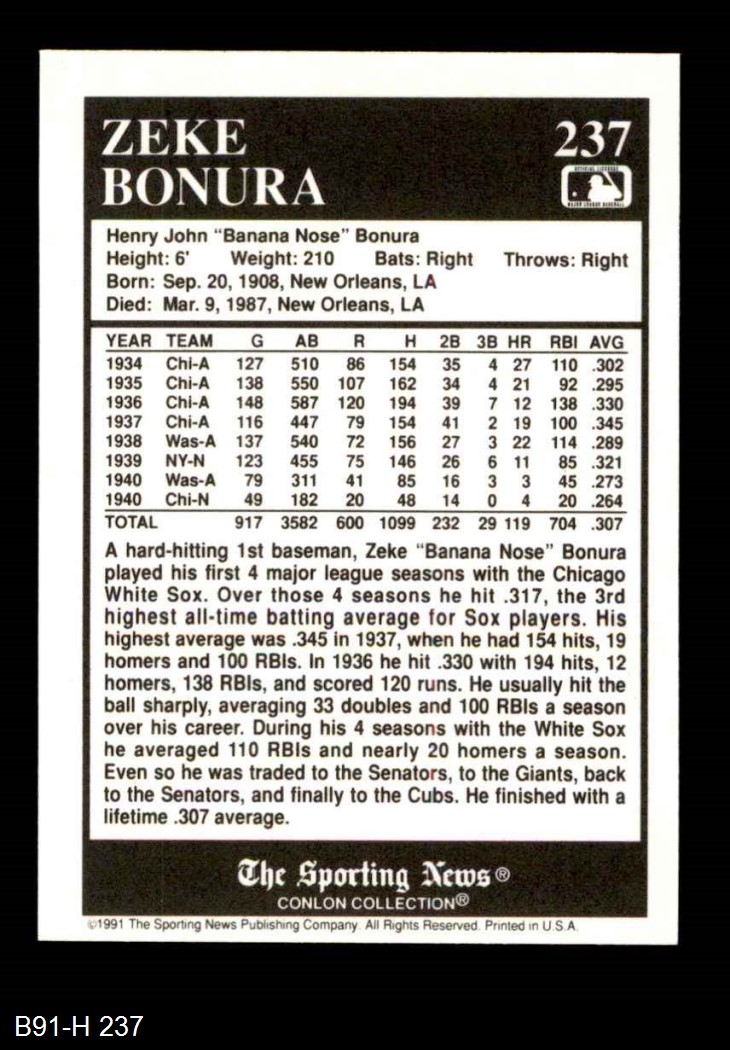 ZEKE
BONURA
237
OFFICIAL LICENSEE
MAJOR LEAGUE BASEBALL
Henry John “Banana Nose” Bonura
Height: 6' Weight: 210 Bats: Right Throws: Right
Born: Sep. 20, 1908, New Orleans, LA
Died: Mar. 9, 1987, New Orleans, LA
YEAR TEAM G AB R H 2B 3B HR RBI AVG
1934 Chi-A 127 510 86 154 35 4 27 110 .302
1935 Chi-A 138 550 107 162 34 4 21 92 .295
1936 Chi-A 148 587 120 194 39 7 12 138 .330
1937 Chi-A 116 447 79 154 41 2 19 100 .345
1938 Was-A 137 540 72 156 27 3 22 114 .289
1939 NY-N 123 455 75 146 26 6 11 85 .321
1940 Was-A 79 311 41 85 16 3 3 45 .273
1940 Chi-N 49 182 20 48 14 0 4 20 .264
TOTAL 917 3582 600 1099 232 29 119 704 .307
A hard-hitting 1st baseman, Zeke “Banana Nose” Bonura
played his first 4 major league seasons with the Chicago
White Sox. Over those 4 seasons he hit .317, the 3rd
highest all-time batting average for Sox players. His
highest average was .345 in 1937, when he had 154 hits, 19
homers and 100 RBIs. In 1936 he hit .330 with 194 hits, 12
homers, 138 RBIs, and scored 120 runs. He usually hit the
ball sharply, averaging 33 doubles and 100 RBIs a season
over his career. During his 4 seasons with the White Sox
he averaged 110 RBIs and nearly 20 homers a season.
Even so he was traded to the Senators, to the Giants, back
to the Senators, and finally to the Cubs. He finished with a
lifetime .307 average.
The Sporting News®
CONLON COLLECTION®
©1991 The Sporting News Publishing Company. All Rights Reserved. Printed in U.S.A.
B91-H 237